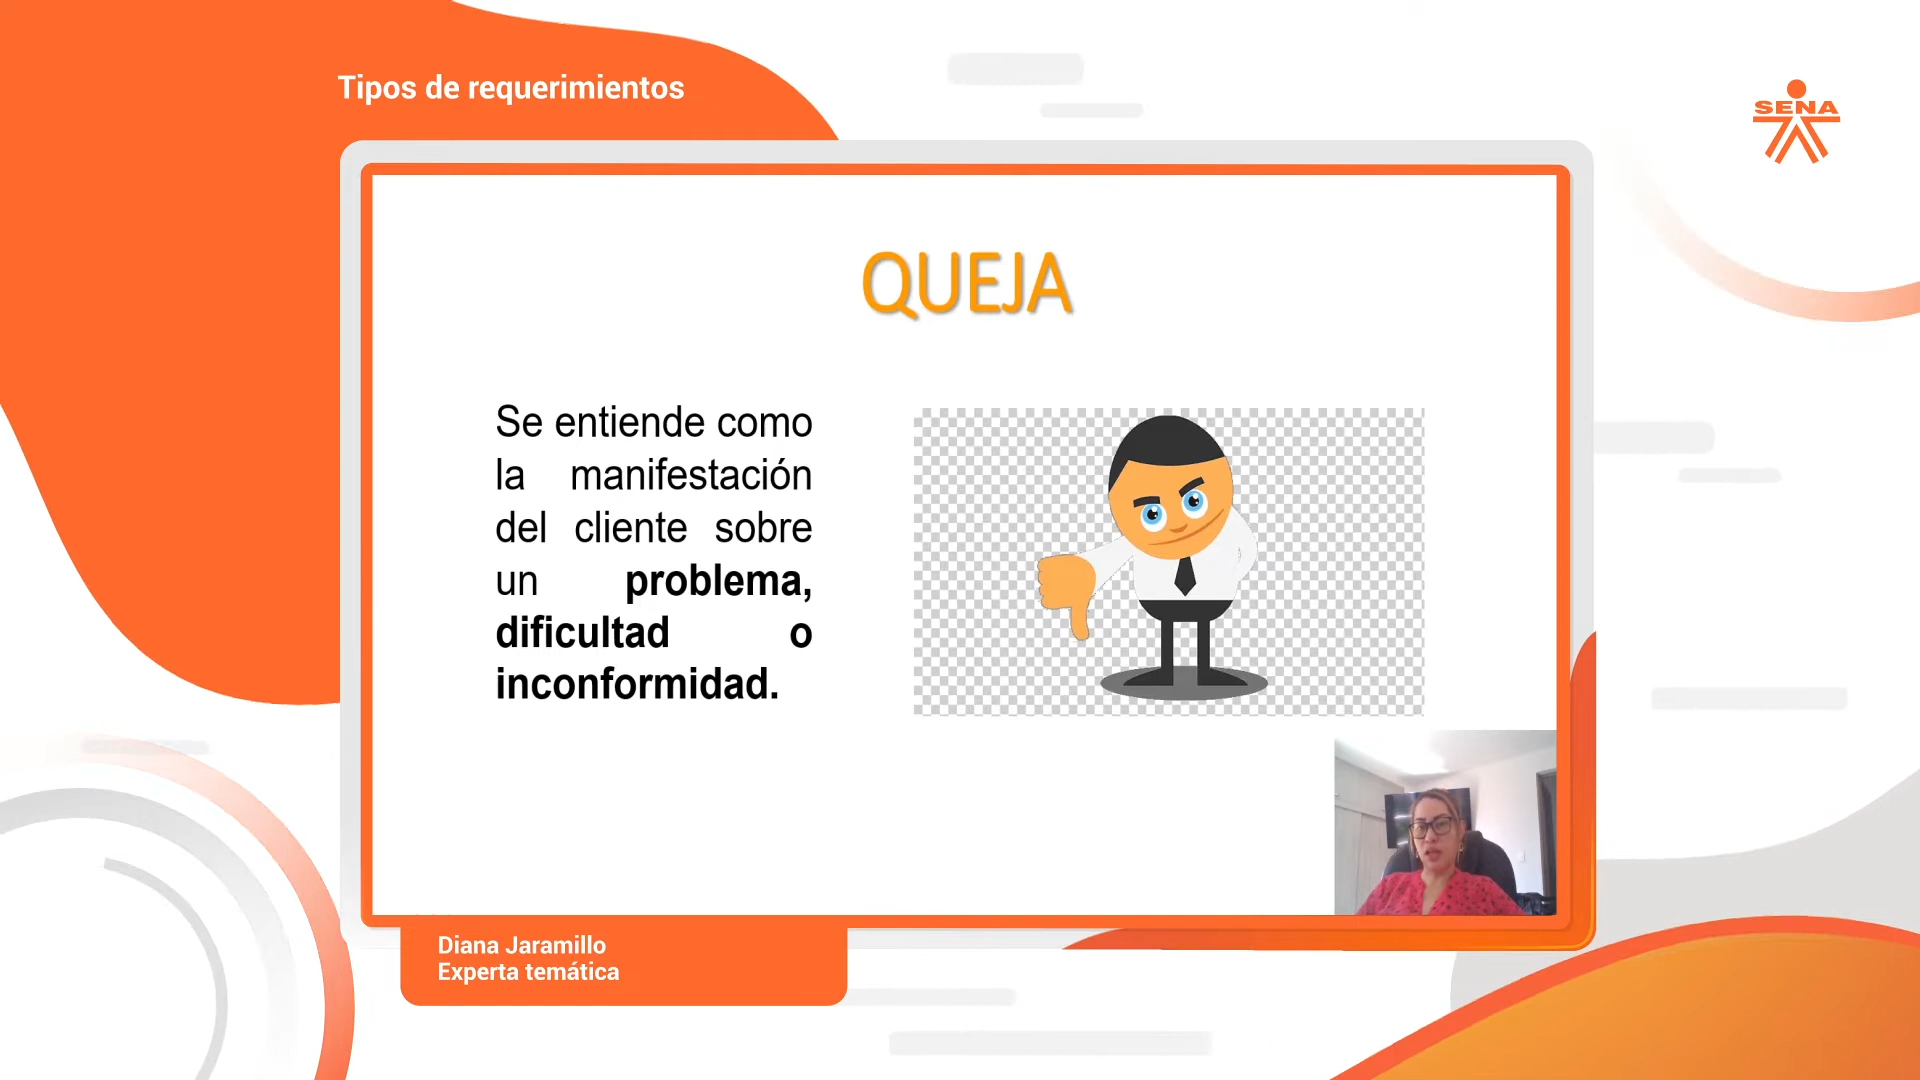 Tipos de requerimientos
SENA
QUEJA
Se entiende como
la manifestación
del cliente sobre
un problema,
dificultad o
inconformidad.
Diana Jaramillo
Experta temática